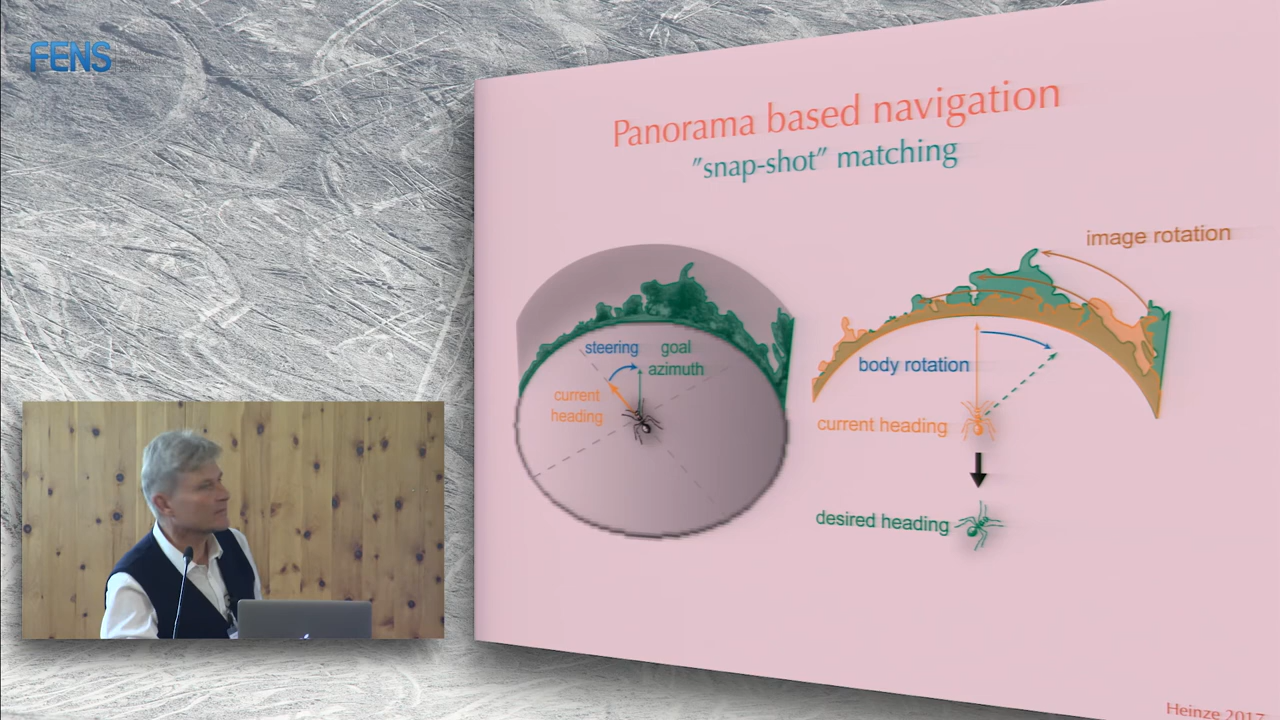 FENS
Panorama based navigation
"snap-shot" matching
steering
goal
azimuth
current
heading
image rotation
body rotation
current heading
desired heading
Heinze 2017